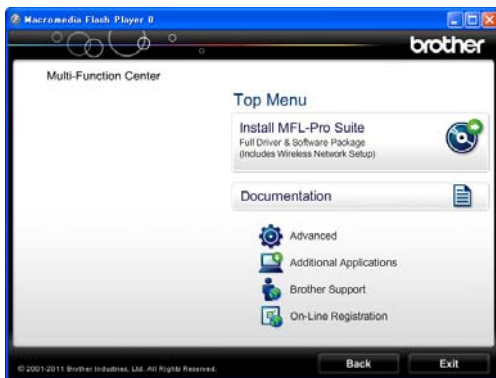 Macromedia Flash Player 8
brother
Multi-Function Center
Top Menu
Install MFL-Pro Suite
Full Driver & Software Package
(Includes Wireless Network Setup)
Documentation
Advanced
Additional Applications
Brother Support
On-Line Registration
© 2001-2011 Brother Industries, Ltd. All Rights Reserved.
Back
Exit